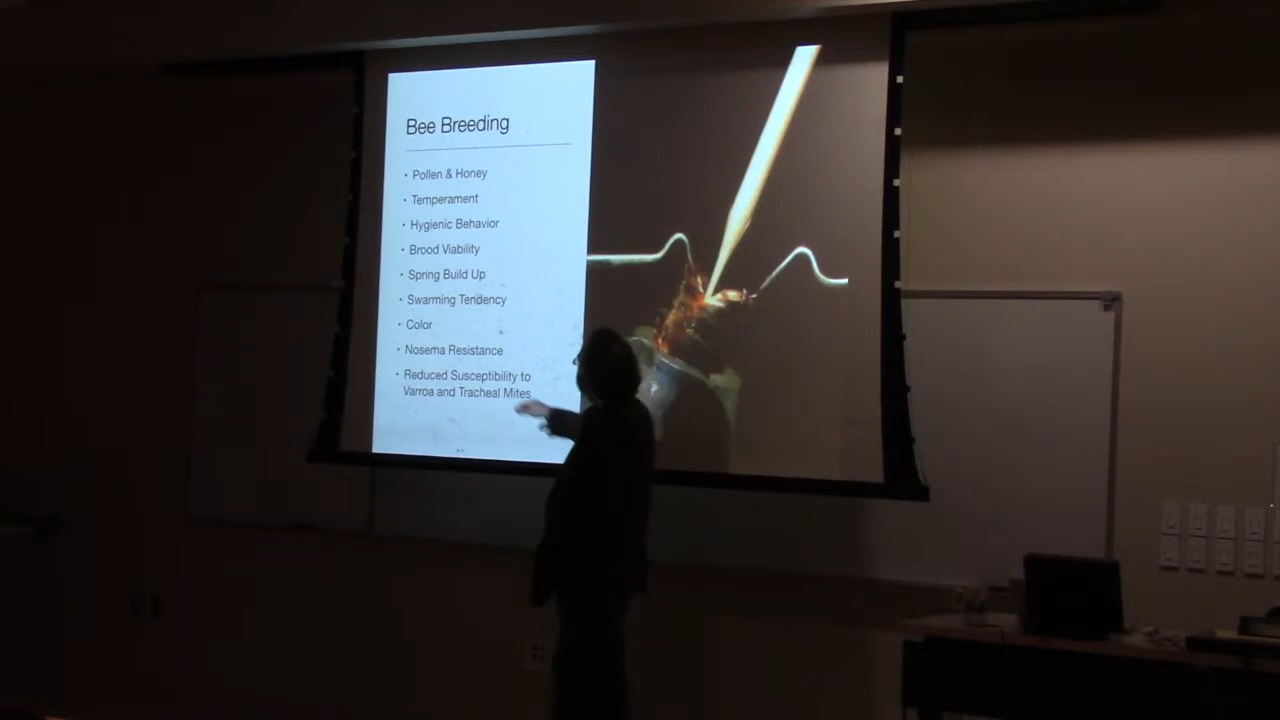 Bee Breeding
• Pollen & Honey
• Temperament
• Hygienic Behavior
• Brood Viability
• Spring Build Up
• Swarming Tendency
• Color
• Nosema Resistance
• Reduced Susceptibility to
Varroa and Tracheal Mites